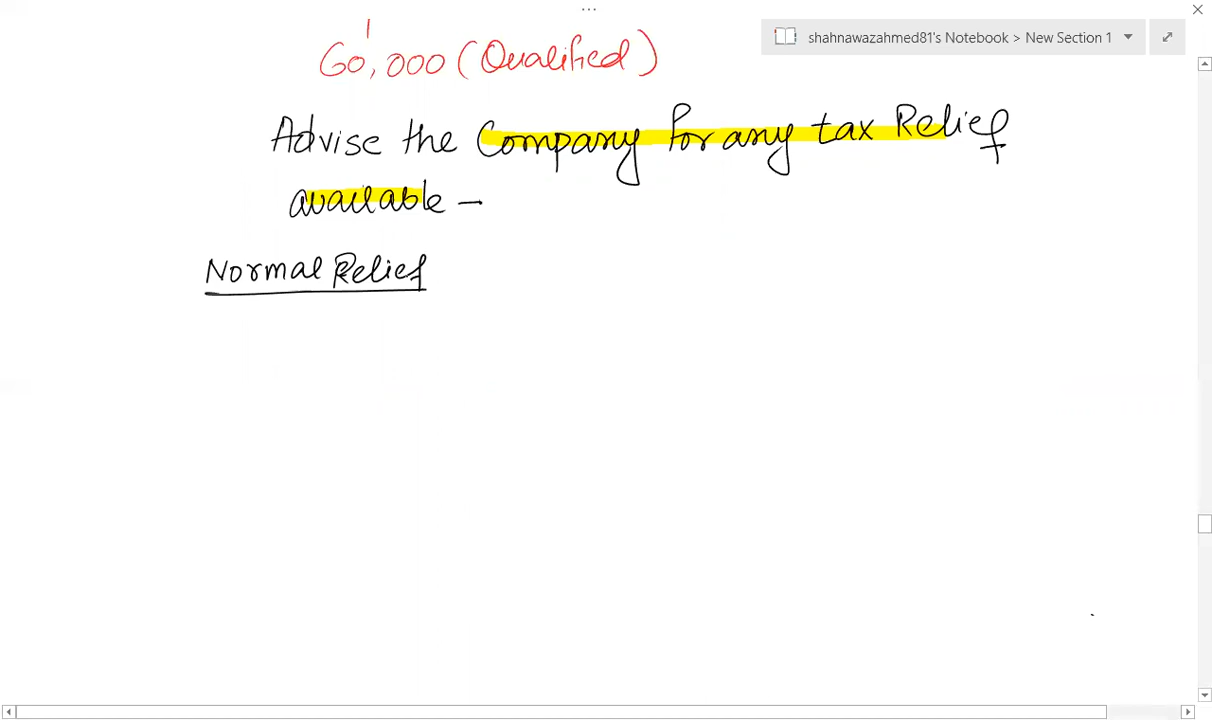 ...
shahnawazahmed81's Notebook > New Section 1
60,000 (Qualified)
Advise the Company for any tax Relief
available -
Normal Relief